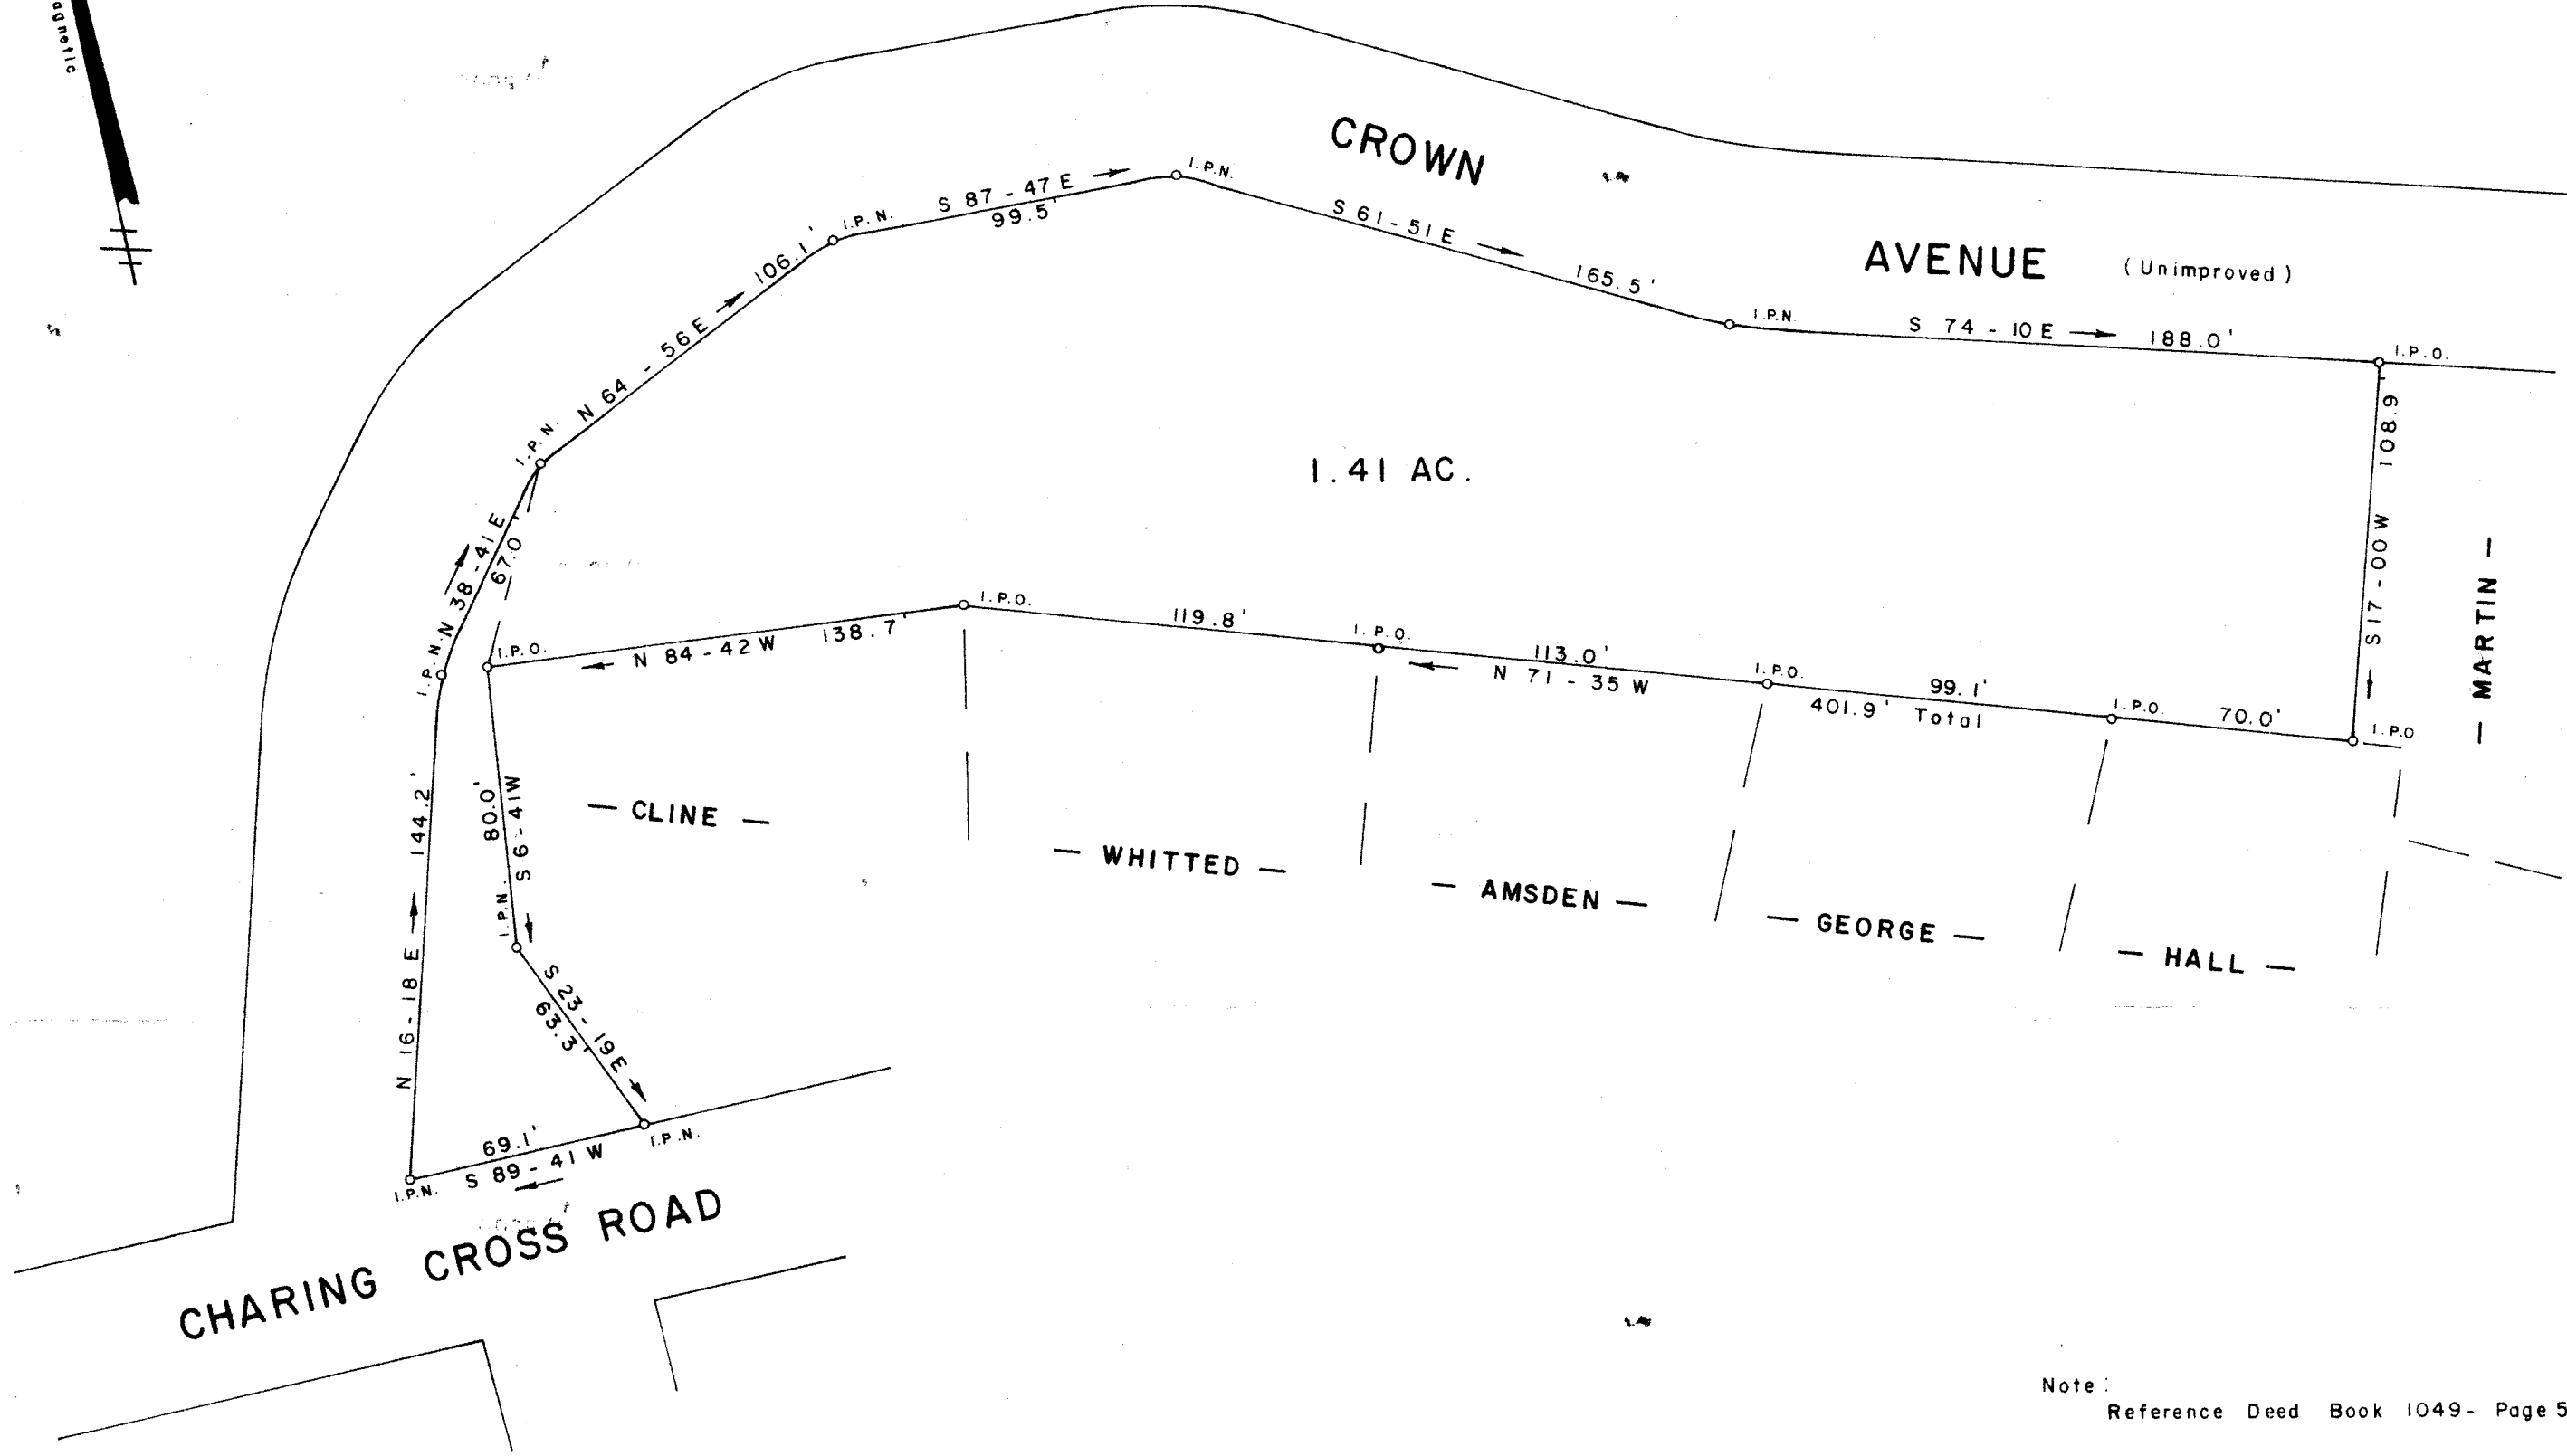 agnetic
CROWN
AVENUE (Unimproved)
I.P.N.
S 87 - 47 E
99.5'
I.P.N.
S 61 - 51 E
165.5'
I.P.N.
S 74 - 10 E
188.0'
I.P.O.
106.1'
N 64 - 56 E
I.P.N.
N 38 - 41 E
67.0'
I.P.N.
1.41 AC.
108.9'
S 17 - 00 W
— MARTIN —
I.P.O.
N 84 - 42 W
138.7'
I.P.O.
119.8'
I.P.O.
113.0'
N 71 - 35 W
I.P.O.
99.1'
401.9' Total
I.P.O.
70.0'
I.P.O.
144.2'
N 16 - 18 E
80.0'
S 6 - 41 W
I.P.N.
— CLINE —
— WHITTED —
— AMSDEN —
— GEORGE —
— HALL —
S 23 - 19 E
63.3'
69.1'
S 89 - 41 W
I.P.N.
I.P.N.
CHARING CROSS ROAD
Note:
Reference Deed Book 1049 - Page 5